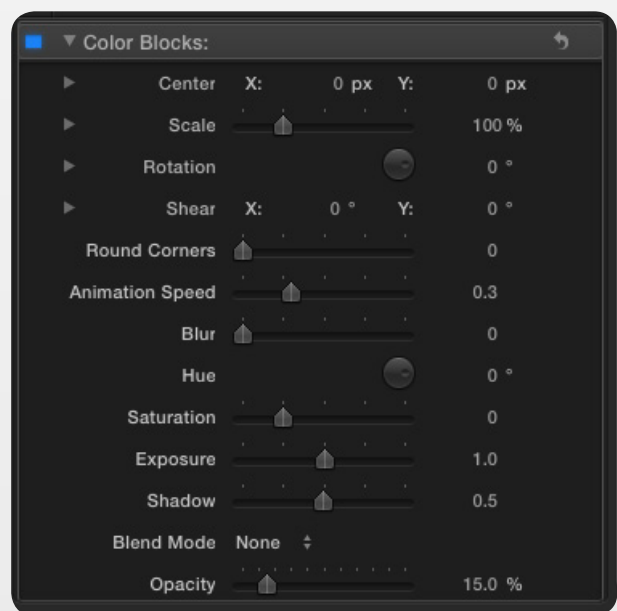 Color Blocks:
Center X: 0 px Y: 0 px
Scale 100 %
Rotation 0 °
Shear X: 0 ° Y: 0 °
Round Corners 0
Animation Speed 0.3
Blur 0
Hue 0 °
Saturation 0
Exposure 1.0
Shadow 0.5
Blend Mode None
Opacity 15.0 %